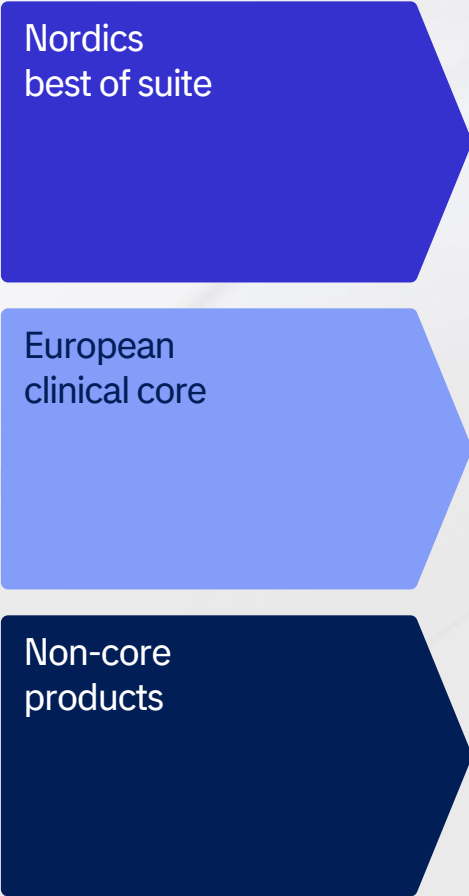 Nordics
best of suite
European
clinical core
Non-core
products